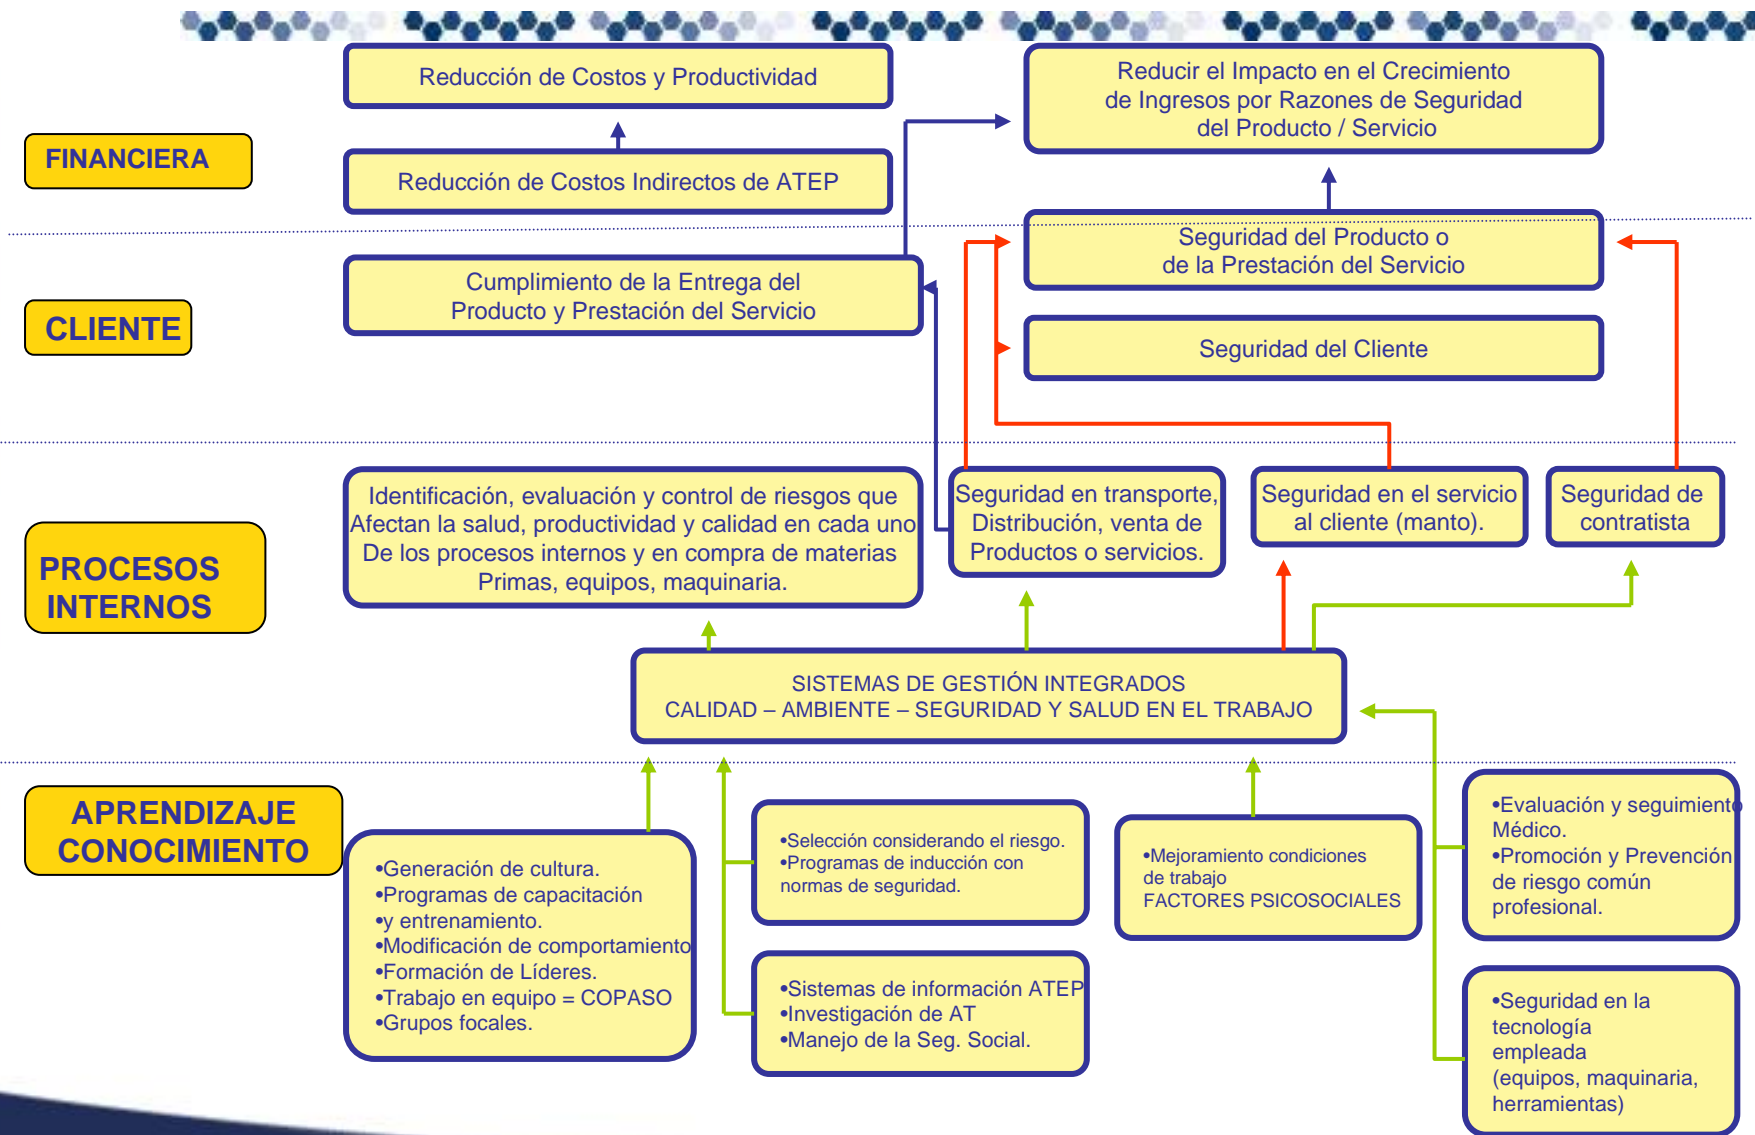 Reducción de Costos y Productividad
Reducir el Impacto en el Crecimiento
de Ingresos por Razones de Seguridad
del Producto / Servicio
FINANCIERA
Reducción de Costos Indirectos de ATEP
Seguridad del Producto o
de la Prestación del Servicio
CLIENTE
Cumplimiento de la Entrega del
Producto y Prestación del Servicio
Seguridad del Cliente
PROCESOS
INTERNOS
Identificación, evaluación y control de riesgos que
Afectan la salud, productividad y calidad en cada uno
De los procesos internos y en compra de materias
Primas, equipos, maquinaria.
Seguridad en transporte,
Distribución, venta de
Productos o servicios.
Seguridad en el servicio
al cliente (manto).
Seguridad de
contratista
SISTEMAS DE GESTIÓN INTEGRADOS
CALIDAD – AMBIENTE – SEGURIDAD Y SALUD EN EL TRABAJO
APRENDIZAJE
CONOCIMIENTO
•Generación de cultura.
•Programas de capacitación
•y entrenamiento.
•Modificación de comportamiento
•Formación de Líderes.
•Trabajo en equipo = COPASO
•Grupos focales.
•Selección considerando el riesgo.
•Programas de inducción con
normas de seguridad.
•Sistemas de información ATEP
•Investigación de AT
•Manejo de la Seg. Social.
•Mejoramiento condiciones
de trabajo
FACTORES PSICOSOCIALES
•Evaluación y seguimiento
Médico.
•Promoción y Prevención
de riesgo común
profesional.
•Seguridad en la
tecnología
empleada
(equipos, maquinaria,
herramientas)